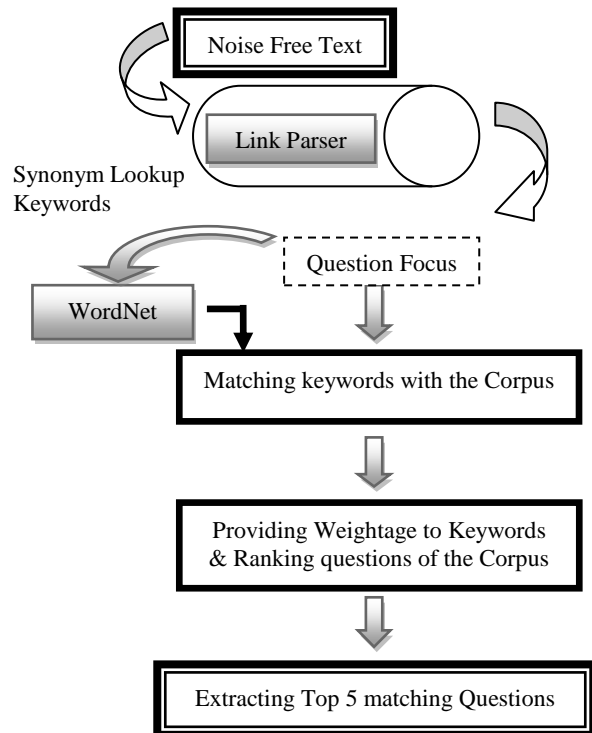 Noise Free Text
Link Parser
Synonym Lookup
Keywords
Question Focus
WordNet
Matching keywords with the Corpus
Providing Weightage to Keywords
& Ranking questions of the Corpus
Extracting Top 5 matching Questions